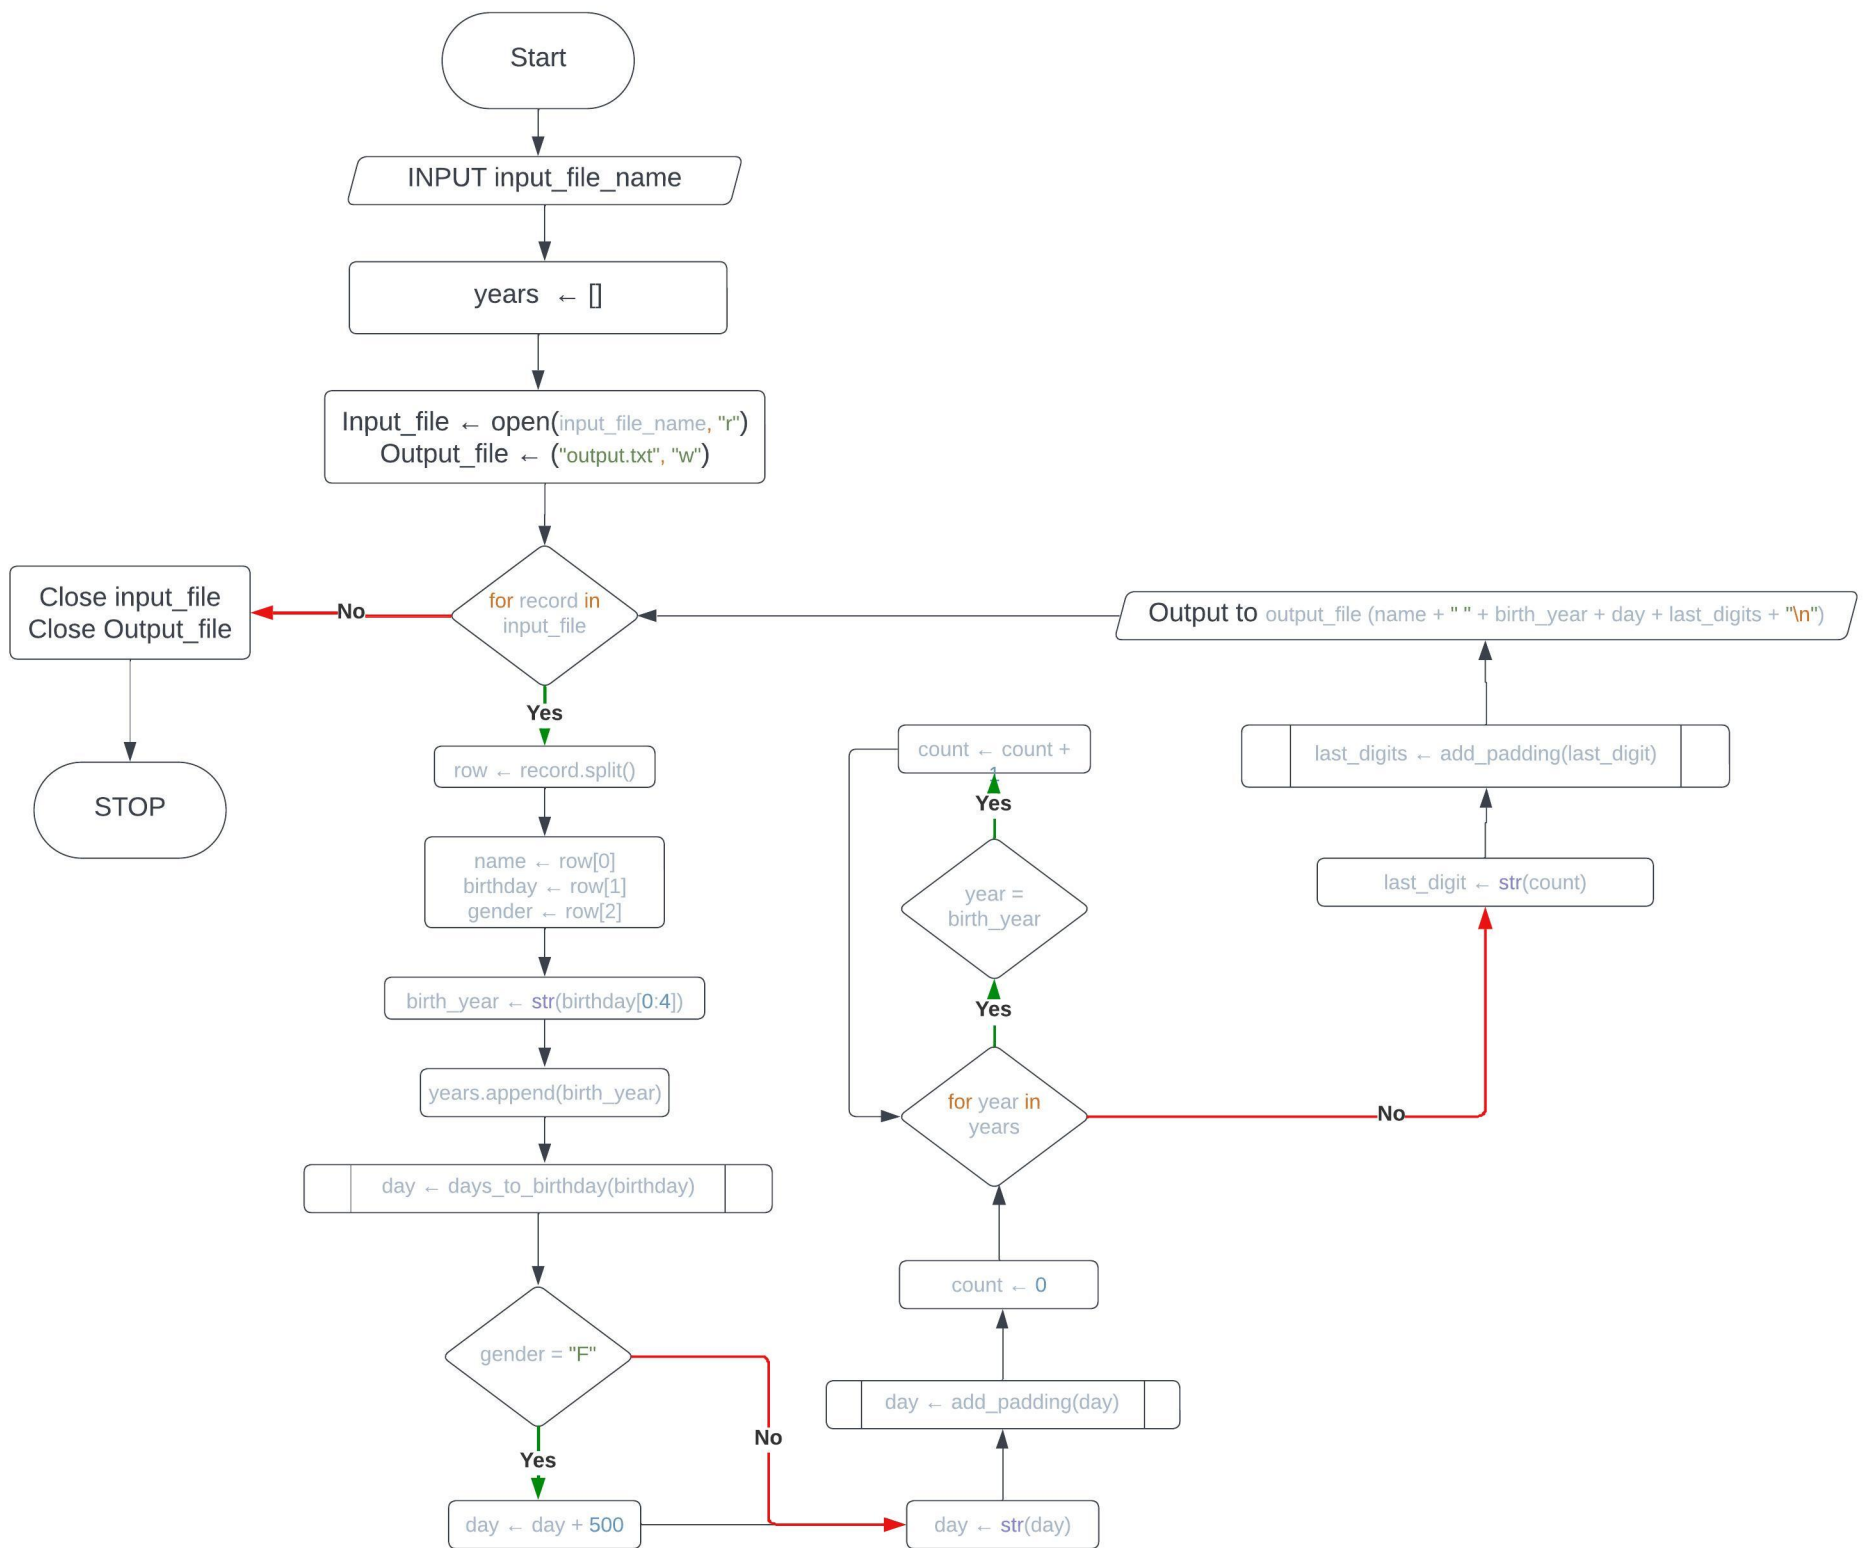 Start
INPUT input_file_name
years ← []
Input_file ← open(input_file_name, "r")
Output_file ← ("output.txt", "w")
for record in
input_file
No
Close input_file
Close Output_file
STOP
Yes
row ← record.split()
name ← row[0]
birthday ← row[1]
gender ← row[2]
birth_year ← str(birthday[0:4])
years.append(birth_year)
day ← days_to_birthday(birthday)
gender = "F"
Yes
day ← day + 500
No
day ← str(day)
day ← add_padding(day)
count ← 0
for year in
years
Yes
year =
birth_year
Yes
count ← count +
1
No
last_digit ← str(count)
last_digits ← add_padding(last_digit)
Output to output_file (name + " " + birth_year + day + last_digits + "\n")